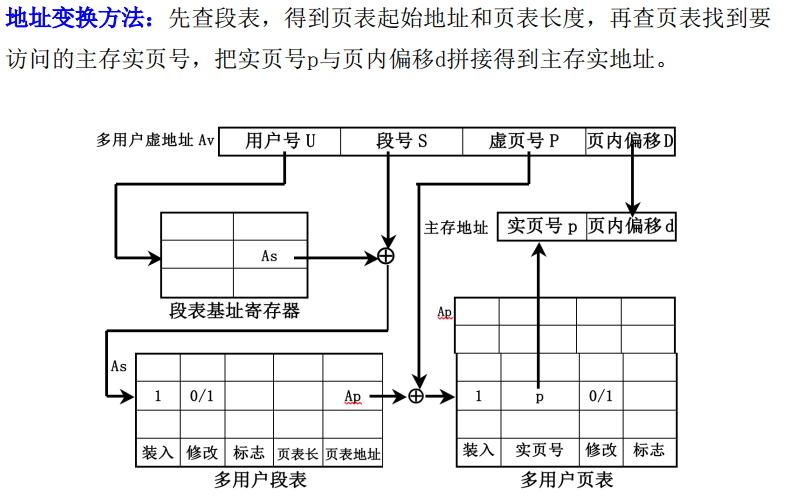 地址变换方法：先查段表，得到页表起始地址和页表长度，再查页表找到要
访问的主存实页号，把实页号p与页内偏移d拼接得到主存实地址。
多用户虚地址 Av 用户号 U 段号 S 虚页号 P 页内偏移D
主存地址 实页号 p 页内偏移 d
As
段表基址寄存器
Ap
As
1 0/1 Ap
装入 修改 标志 页表长 页表地址
多用户段表
1 p 0/1
装入 实页号 修改 标志
多用户页表